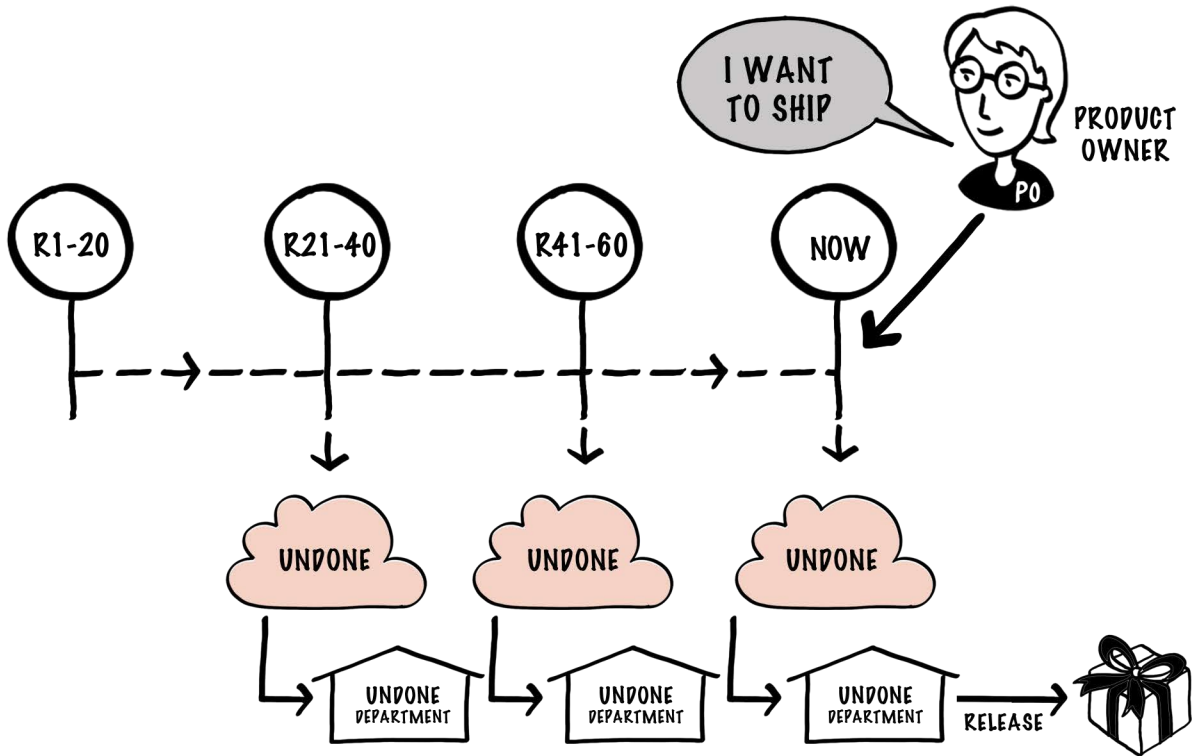 I WANT
TO SHIP
PRODUCT
OWNER
PO
R1-20
R21-40
R41-60
NOW
UNDONE
UNDONE
UNDONE
UNDONE
DEPARTMENT
UNDONE
DEPARTMENT
UNDONE
DEPARTMENT
RELEASE